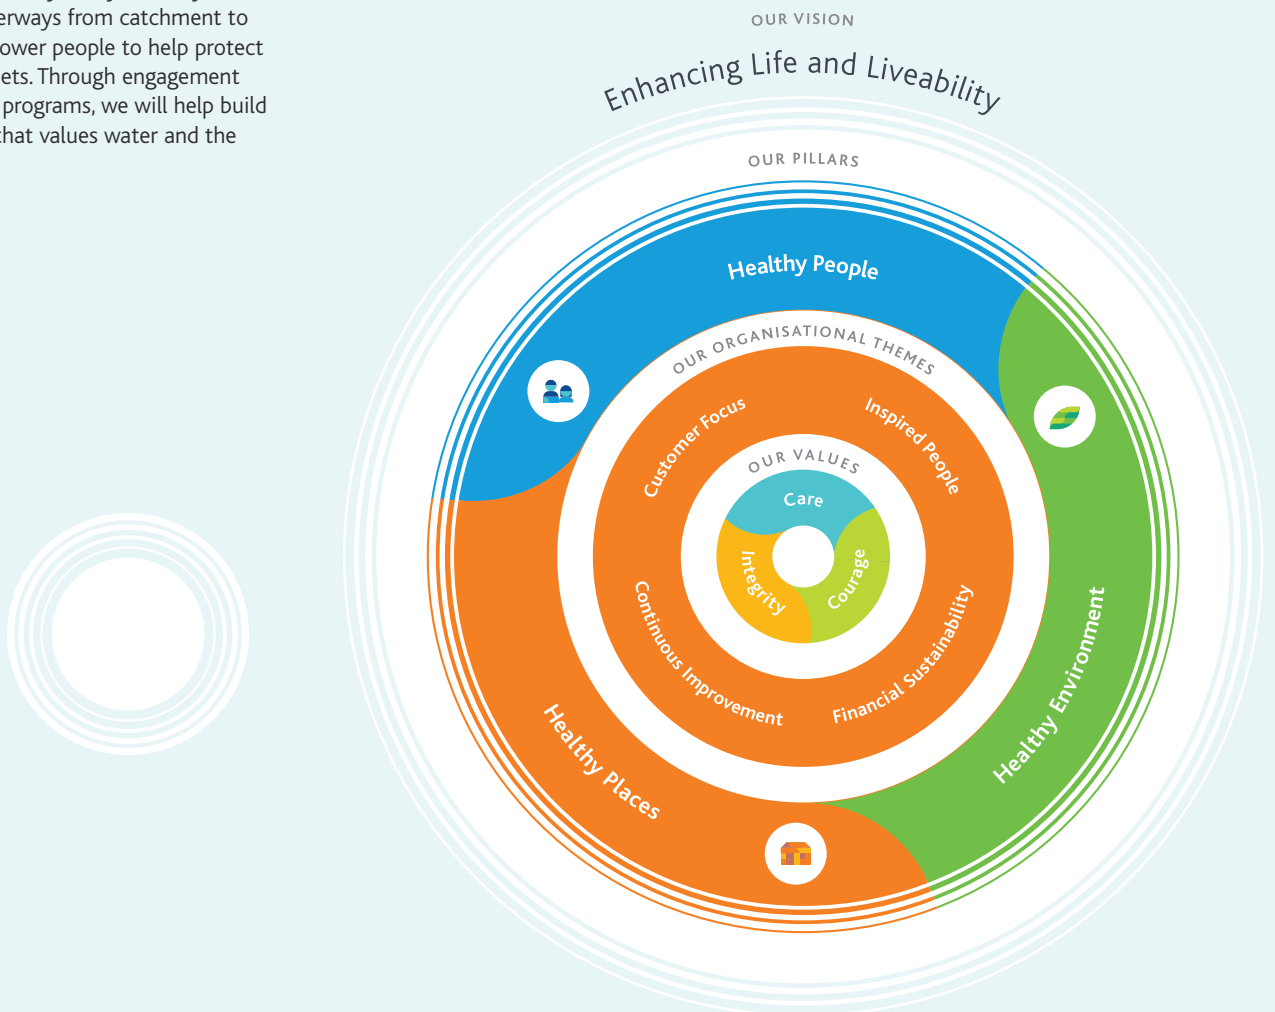 waterways from catchment to
ower people to help protect
ets. Through engagement
programs, we will help build
that values water and the
OUR VISION
Enhancing Life and Liveability
OUR PILLARS
Healthy People
OUR ORGANISATIONAL THEMES
Customer Focus
Inspired People
OUR VALUES
Care
Integrity
Courage
Continuous Improvement
Financial Sustainability
Healthy Places
Healthy Environment